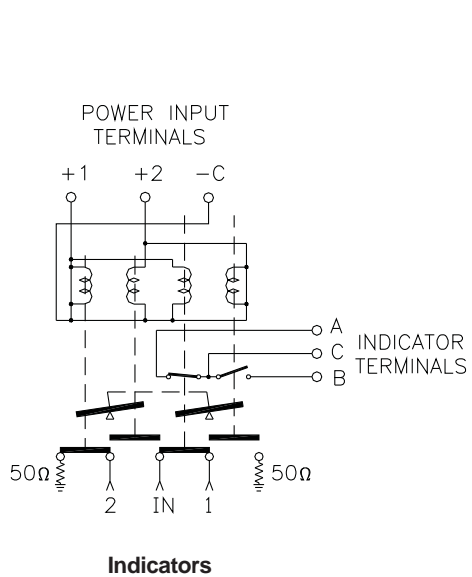 POWER INPUT
TERMINALS
+1 +2 -C
A
C
B
INDICATOR
TERMINALS
50Ω
50Ω
2 IN 1
Indicators